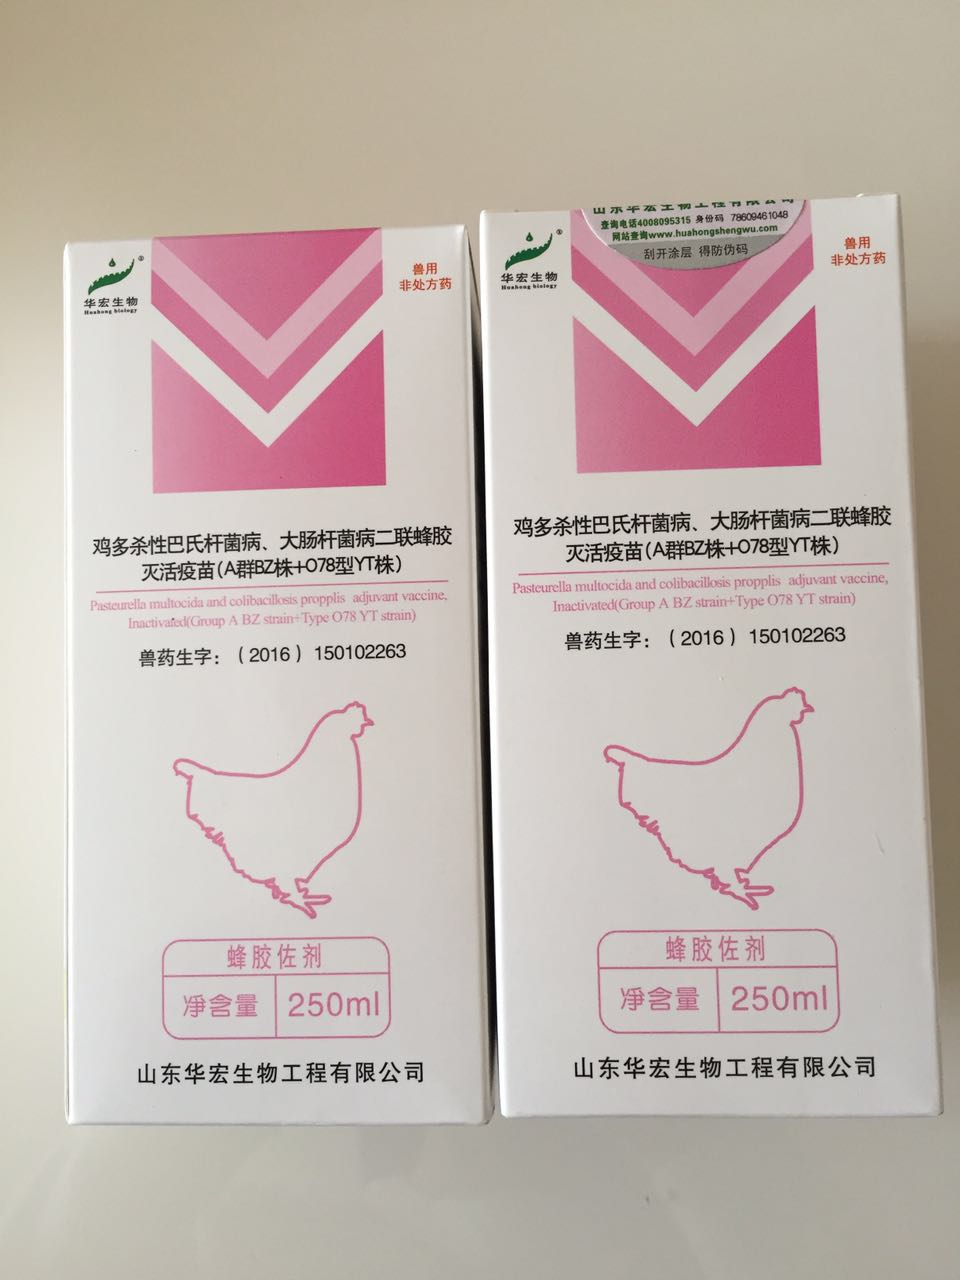 华宏生物
Huahong biology
兽用
非处方药
鸡多杀性巴氏杆菌病、大肠杆菌病二联蜂胶
灭活疫苗(A群BZ株+O78型YT株)
Pasteurella multocida and colibacillosis propplis adjuvant vaccine,
Inactivated(Group A BZ strain+Type O78 YT strain)
兽药生字：(2016) 150102263
蜂胶佐剂
净含量 250ml
山东华宏生物工程有限公司
山东华宏生物工程有限公司
查询电话4008095315 身份码 78609461048
网站查询www.huahongshengwu.com
刮开涂层 得防伪码
华宏生物
Huahong biology
兽用
非处方药
鸡多杀性巴氏杆菌病、大肠杆菌病二联蜂胶
灭活疫苗(A群BZ株+O78型YT株)
Pasteurella multocida and colibacillosis propplis adjuvant vaccine,
Inactivated(Group A BZ strain+Type O78 YT strain)
兽药生字：(2016) 150102263
蜂胶佐剂
净含量 250ml
山东华宏生物工程有限公司